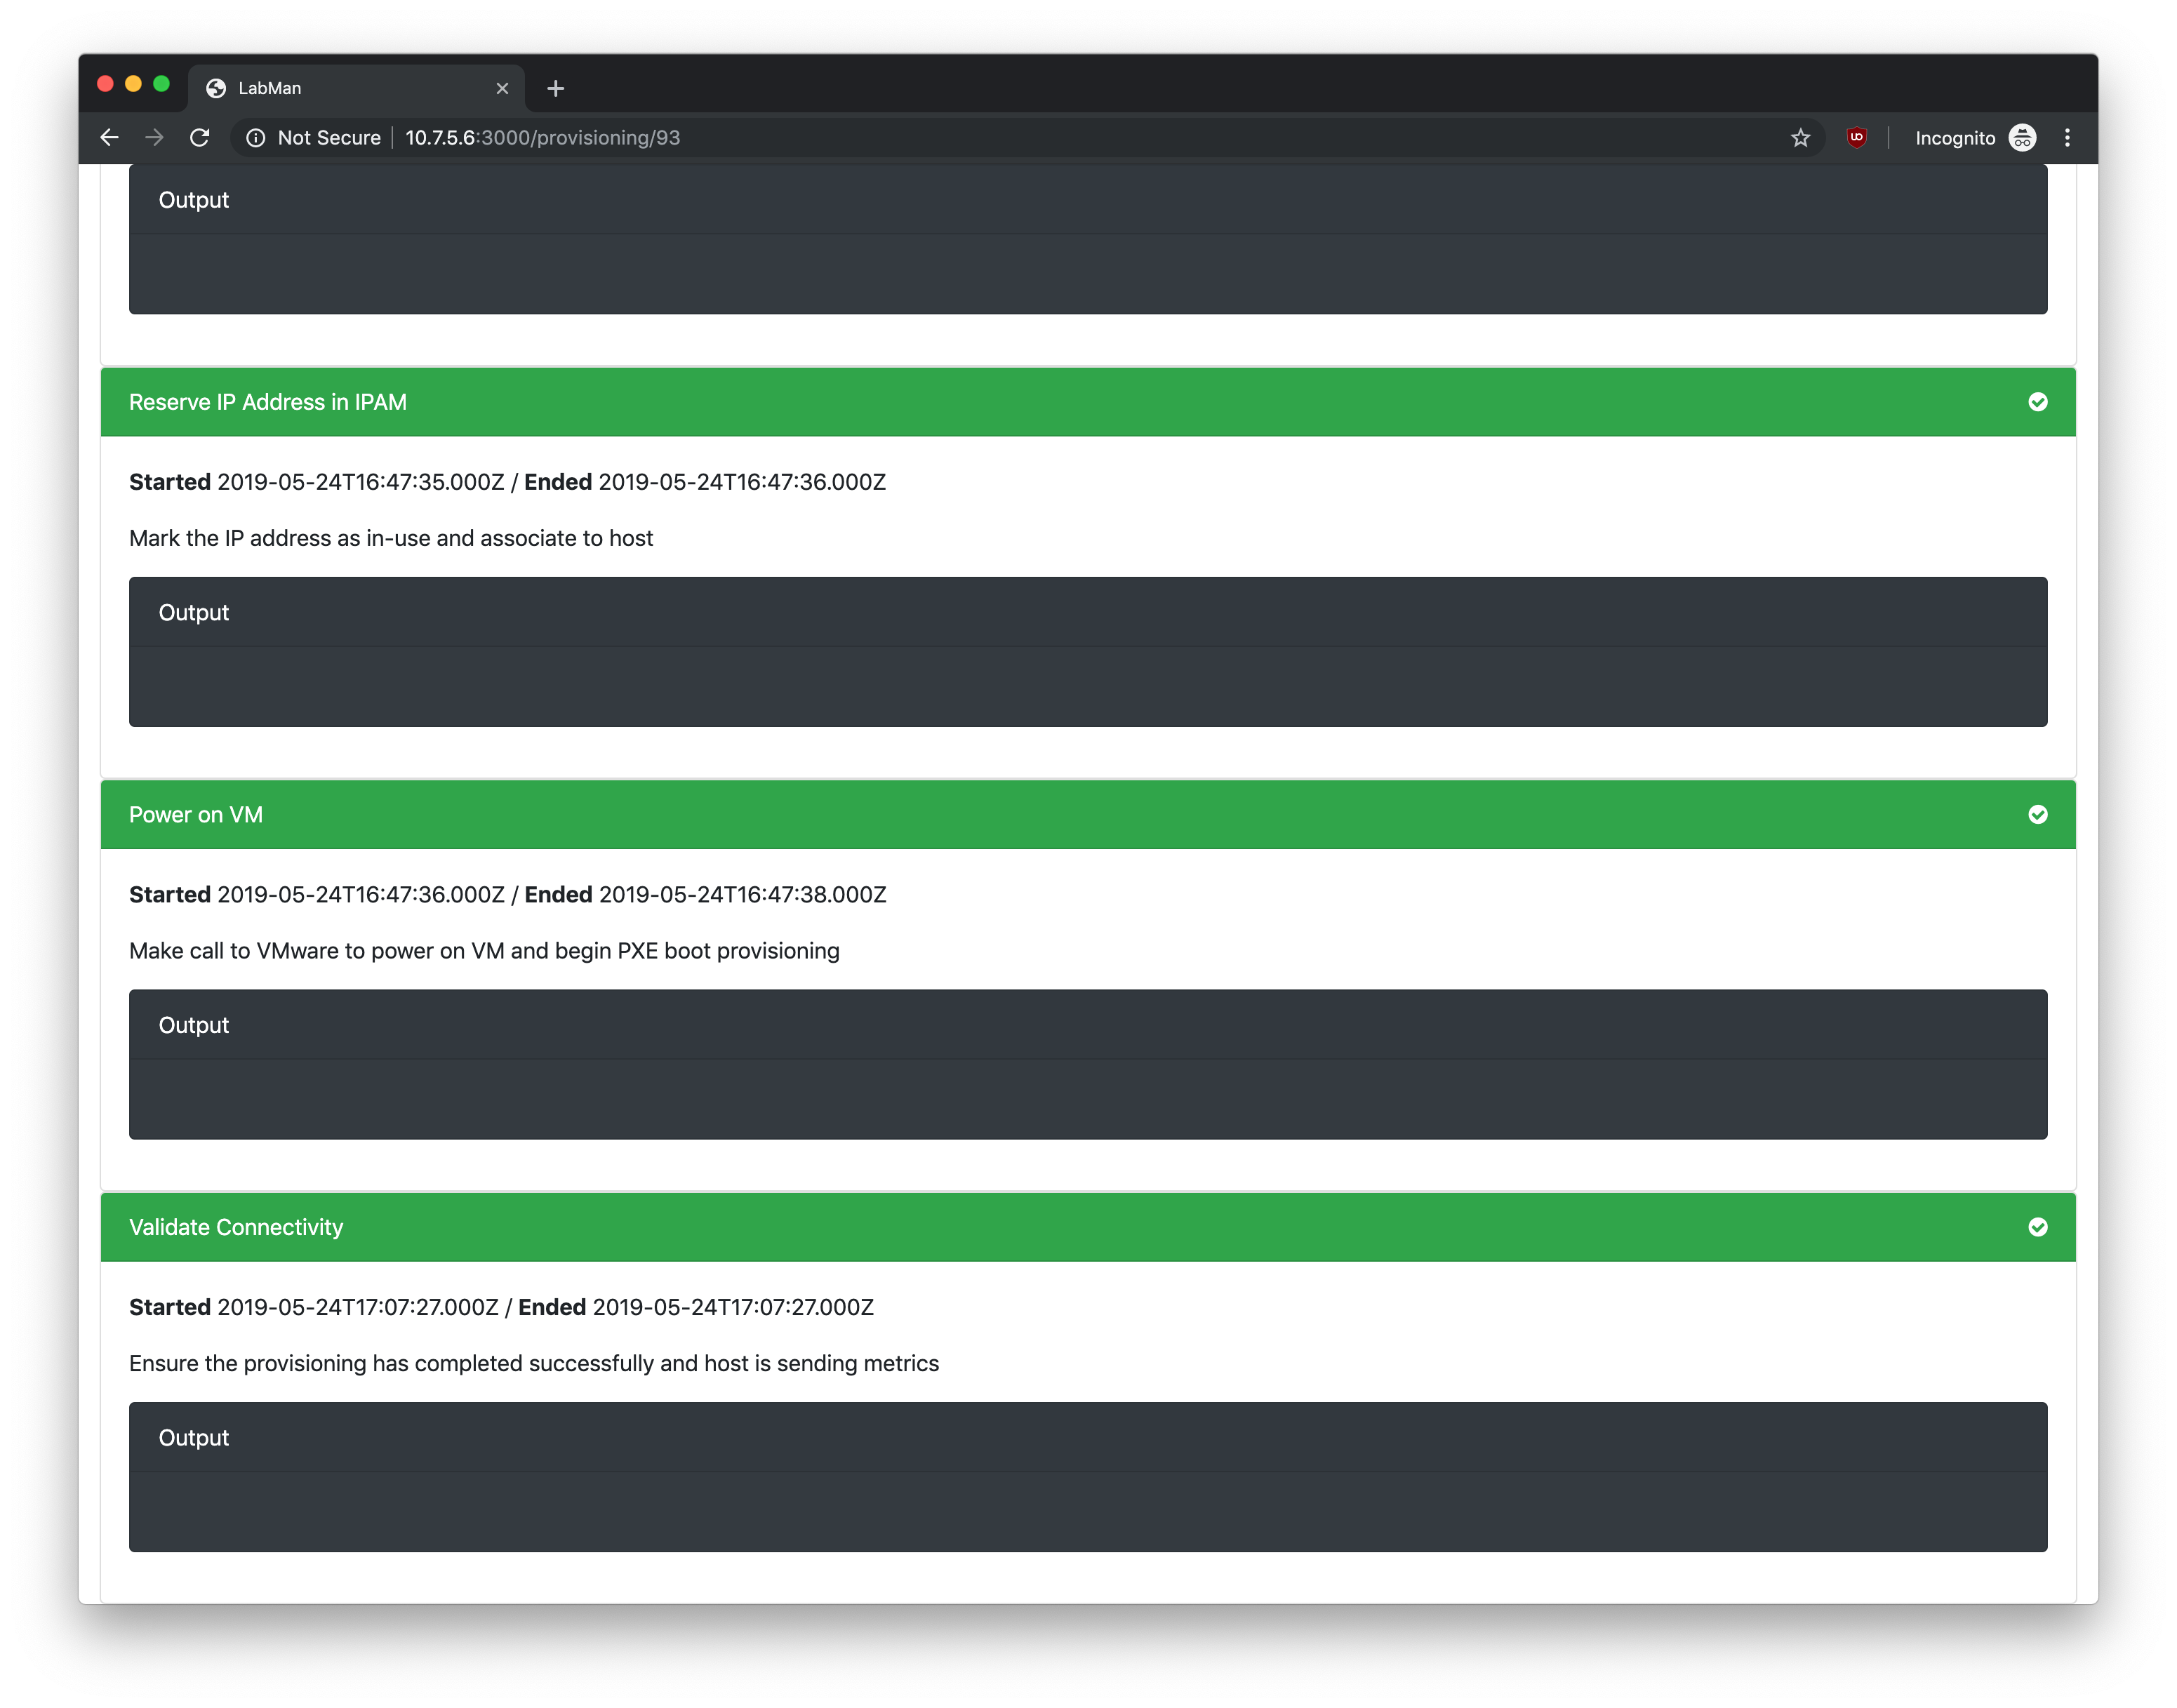 LabMan
Not Secure 10.7.5.6:3000/provisioning/93
Incognito
Output
Reserve IP Address in IPAM
Started 2019-05-24T16:47:35.000Z / Ended 2019-05-24T16:47:36.000Z
Mark the IP address as in-use and associate to host
Output
Power on VM
Started 2019-05-24T16:47:36.000Z / Ended 2019-05-24T16:47:38.000Z
Make call to VMware to power on VM and begin PXE boot provisioning
Output
Validate Connectivity
Started 2019-05-24T17:07:27.000Z / Ended 2019-05-24T17:07:27.000Z
Ensure the provisioning has completed successfully and host is sending metrics
Output